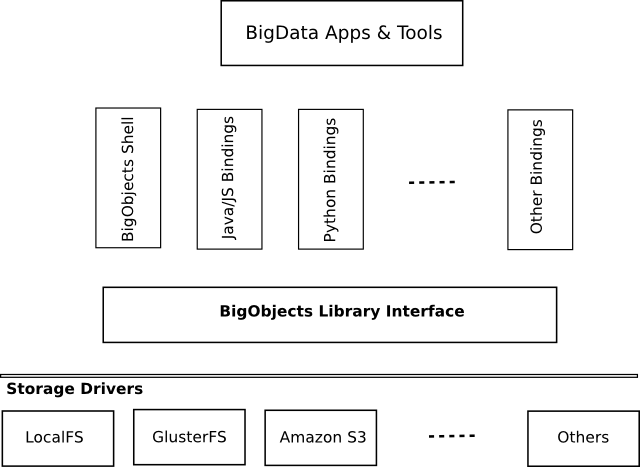 BigData Apps & Tools
BigObjects Shell
Java/JS Bindings
Python Bindings
Other Bindings
BigObjects Library Interface
Storage Drivers
LocalFS
GlusterFS
Amazon S3
Others